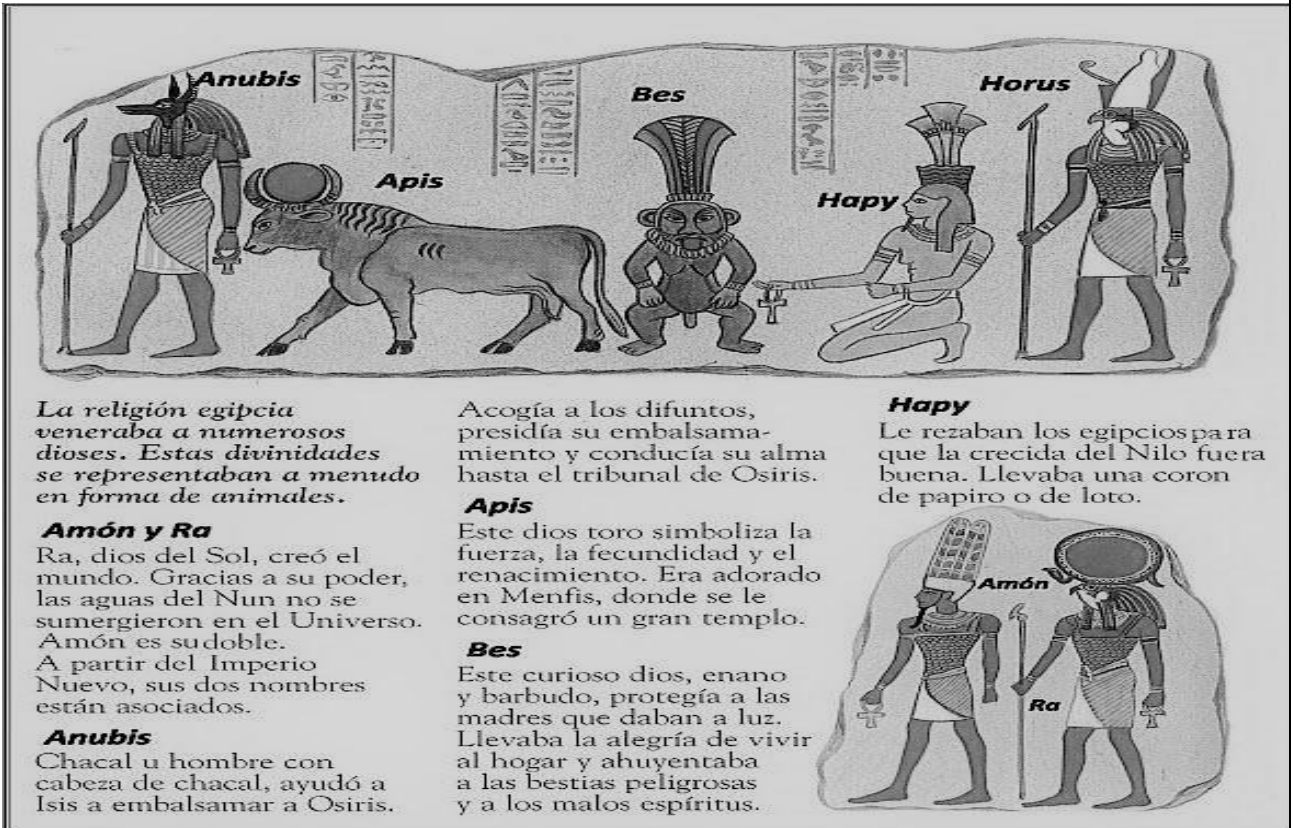 Anubis
Apis
Bes
Hapy
Horus
La religión egipcia
veneraba a numerosos
dioses. Estas divinidades
se representaban a menudo
en forma de animales.
Amón y Ra
Ra, dios del Sol, creó el
mundo. Gracias a su poder,
las aguas del Nun no se
sumergieron en el Universo.
Amón es su doble.
A partir del Imperio
Nuevo, sus dos nombres
están asociados.
Anubis
Chacal u hombre con
cabeza de chacal, ayudó a
Isis a embalsamar a Osiris.
Acogía a los difuntos,
presidía su embalsama-
miento y conducía su alma
hasta el tribunal de Osiris.
Apis
Este dios toro simboliza la
fuerza, la fecundidad y el
renacimiento. Era adorado
en Menfis, donde se le
consagró un gran templo.
Bes
Este curioso dios, enano
y barbudo, protegía a las
madres que daban a luz.
Llevaba la alegría de vivir
al hogar y ahuyentaba
a las bestias peligrosas
y a los malos espíritus.
Hapy
Le rezaban los egipcios para
que la crecida del Nilo fuera
buena. Llevaba una coron
de papiro o de loto.
Amón
Ra